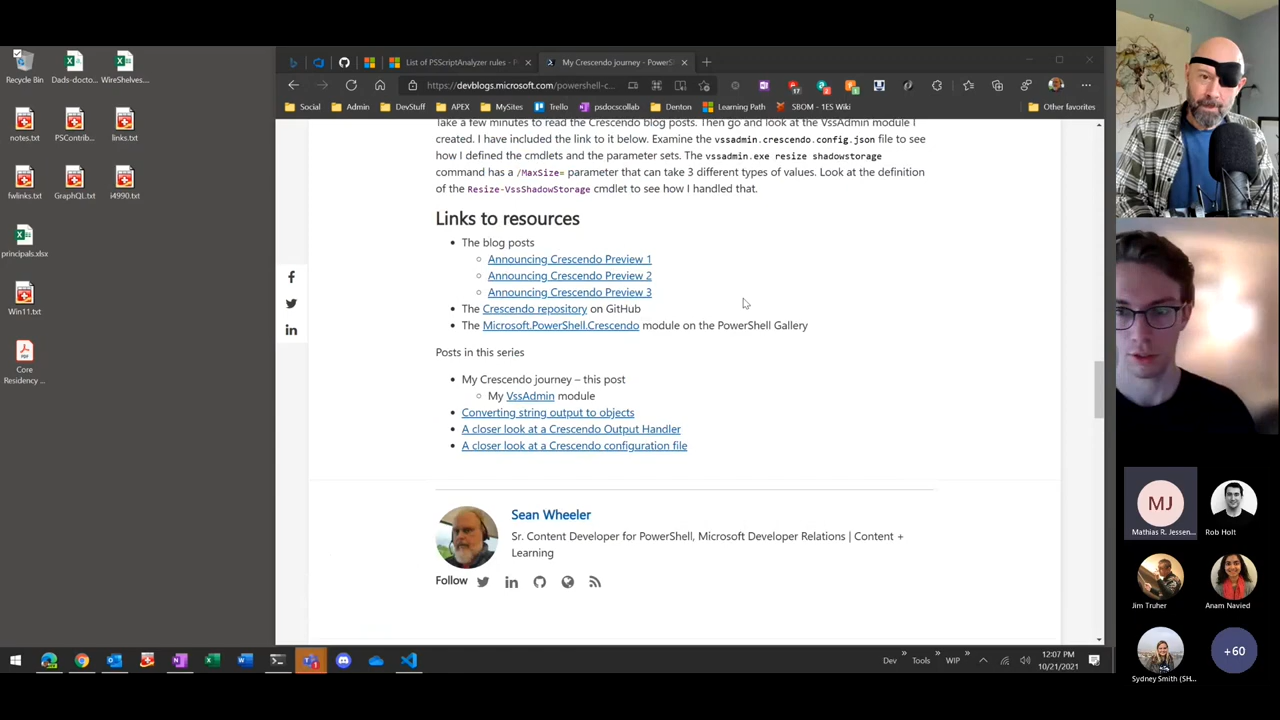 Recycle Bin
Dads-docto...
WireShelves....
notes.txt
PSContrib...
links.txt
fwlinks.txt
GraphQL.txt
i4990.txt
principals.xlsx
Win11.txt
Core
Residency ...
List of PSScriptAnalyzer rules - P
My Crescendo journey - PowerS
https://devblogs.microsoft.com/powershell-c...
17
1
Social
Admin
DevStuff
APEX
MySites
Trello
psdocscollab
Denton
Learning Path
SBOM - 1ES Wiki
Other favorites
Take a few minutes to read the Crescendo blog posts. Then go and look at the VssAdmin module I
created. I have included the link to it below. Examine the vssadmin.crescendo.config.json file to see
how I defined the cmdlets and the parameter sets. The vssadmin.exe resize shadowstorage
command has a /MaxSize= parameter that can take 3 different types of values. Look at the definition
of the Resize-VssShadowStorage cmdlet to see how I handled that.
Links to resources
The blog posts
Announcing Crescendo Preview 1
Announcing Crescendo Preview 2
Announcing Crescendo Preview 3
The Crescendo repository on GitHub
The Microsoft.PowerShell.Crescendo module on the PowerShell Gallery
Posts in this series
My Crescendo journey – this post
My VssAdmin module
Converting string output to objects
A closer look at a Crescendo Output Handler
A closer look at a Crescendo configuration file
Sean Wheeler
Sr. Content Developer for PowerShell, Microsoft Developer Relations | Content +
Learning
Follow
Dev
Tools
WIP
12:07 PM
10/21/2021
MJ
Mathias R. Jessen...
Rob Holt
Jim Truher
Anam Navied
Sydney Smith (SH...
+60